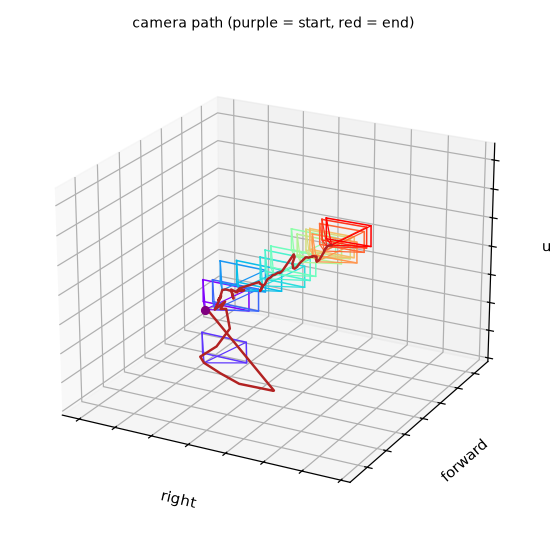 camera path (purple = start, red = end)
u
forward
right